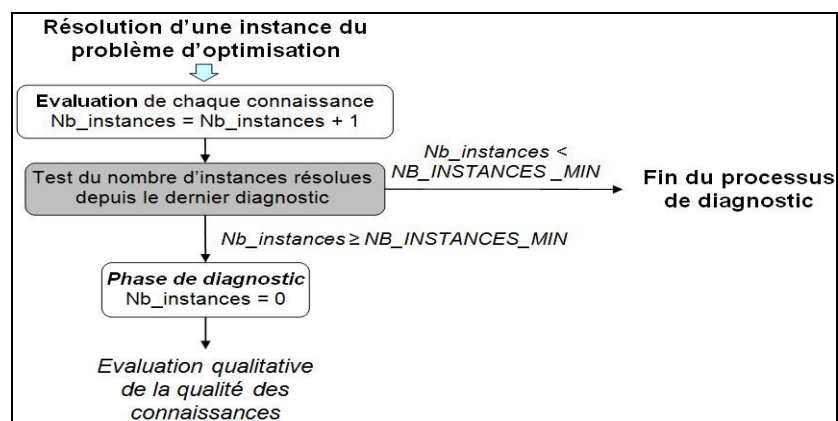 Résolution d'une instance du
problème d'optimisation
Evaluation de chaque connaissance
Nb_instances = Nb_instances + 1
Test du nombre d'instances résolues
depuis le dernier diagnostic
Nb_instances <
NB_INSTANCES _MIN
Fin du processus
de diagnostic
Nb_instances ≥ NB_INSTANCES_MIN
Phase de diagnostic
Nb_instances = 0
Evaluation qualitative
de la qualité des
connaissances